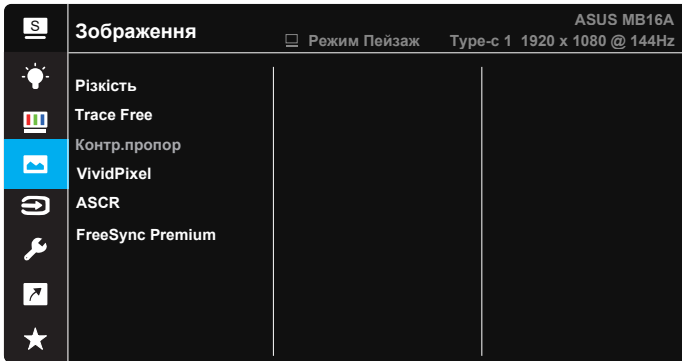 S
Зображення
Режим Пейзаж
ASUS MB16A
Type-c 1 1920 x 1080 @ 144Hz
Різкість
Trace Free
Контр.пропор
VividPixel
ASCR
FreeSync Premium